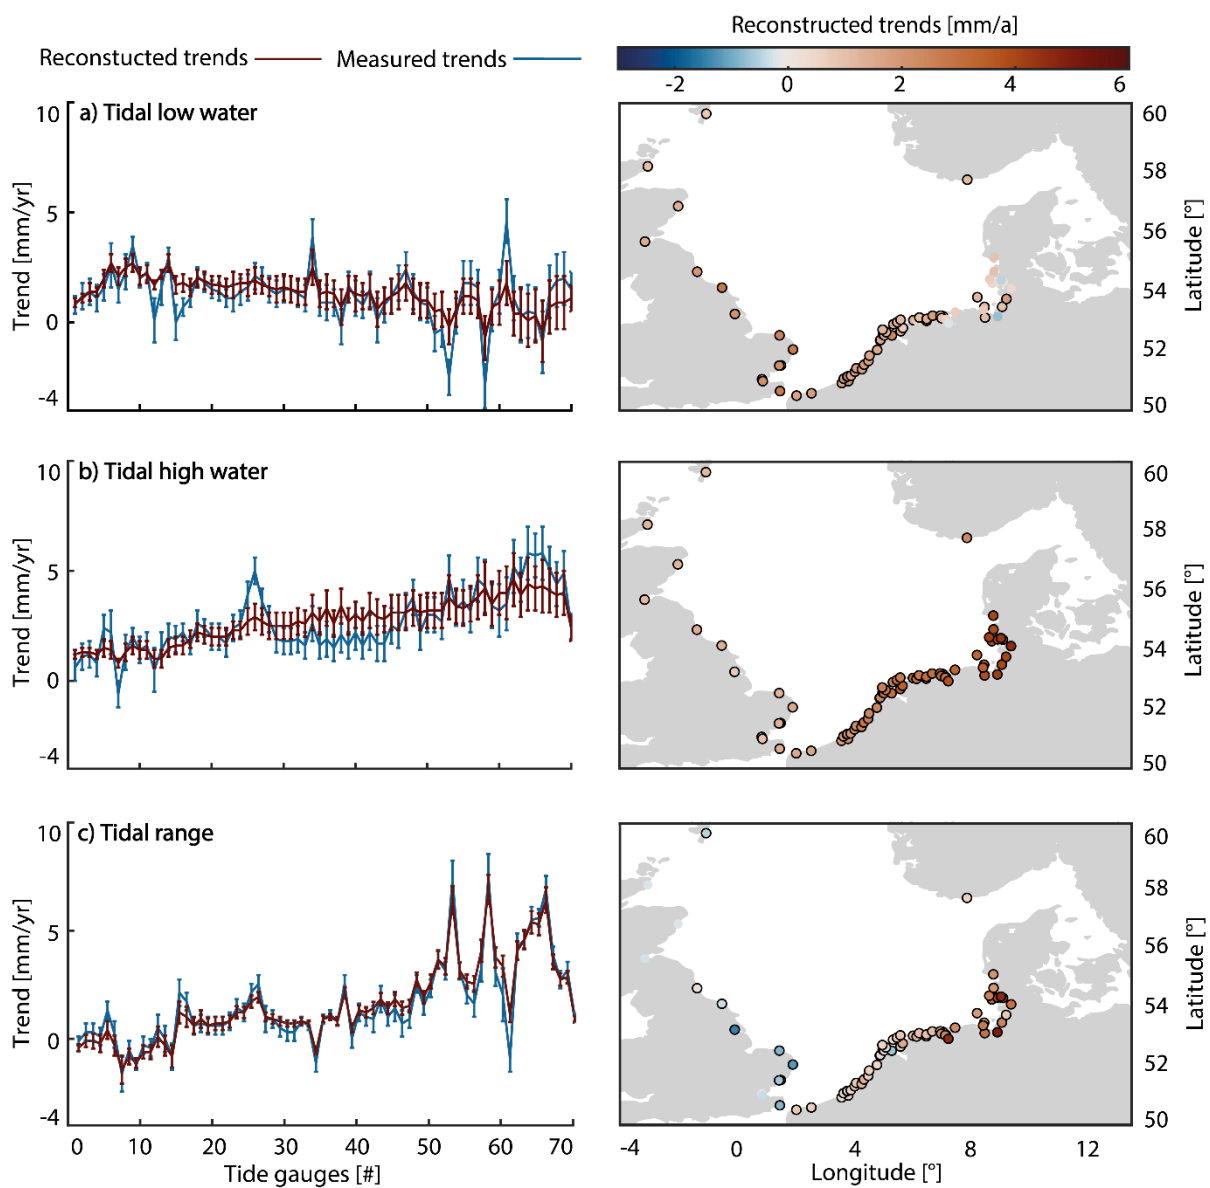 Reconstructed trends [mm/a]
Reconstucted trends
Measured trends
-2 0 2 4 6
a) Tidal low water
10
5
0
-4
Trend [mm/yr]
60
58
56
54
52
50
Latitude [°]
b) Tidal high water
10
5
0
-4
Trend [mm/yr]
60
58
56
54
52
50
Latitude [°]
c) Tidal range
10
5
0
-4
Trend [mm/yr]
60
58
56
54
52
50
Latitude [°]
0 10 20 30 40 50 60 70
Tide gauges [#]
-4 0 4 8 12
Longitude [°]